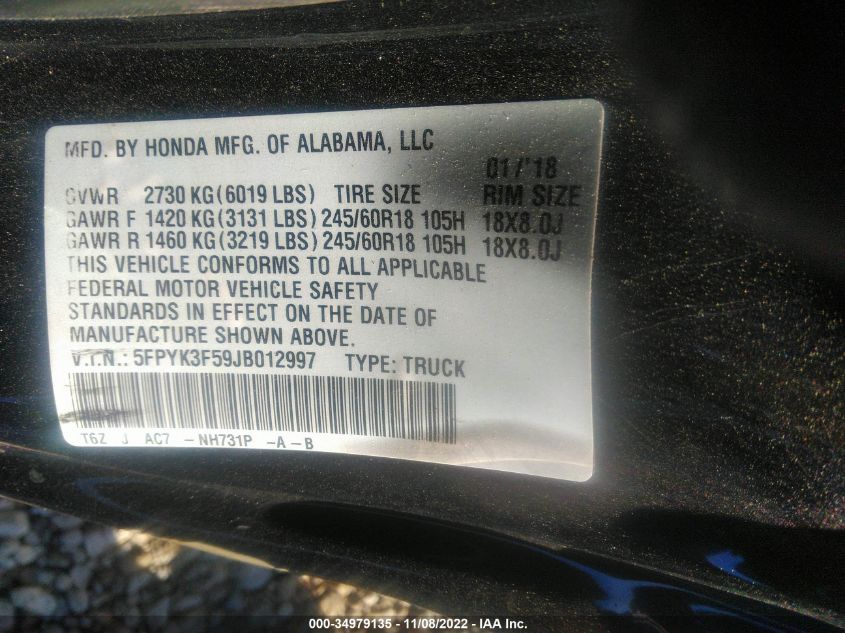 MFD. BY HONDA MFG. OF ALABAMA, LLC
01/'18
GVWR 2730 KG(6019 LBS) TIRE SIZE RIM SIZE
GAWR F 1420 KG(3131 LBS) 245/60R18 105H 18X8.0J
GAWR R 1460 KG(3219 LBS) 245/60R18 105H 18X8.0J
THIS VEHICLE CONFORMS TO ALL APPLICABLE
FEDERAL MOTOR VEHICLE SAFETY
STANDARDS IN EFFECT ON THE DATE OF
MANUFACTURE SHOWN ABOVE.
V.I.N.: 5FPYK3F59JB012997 TYPE: TRUCK
T6Z J AC7 -NH731P -A-B
000-34979135 - 11/08/2022 - IAA Inc.